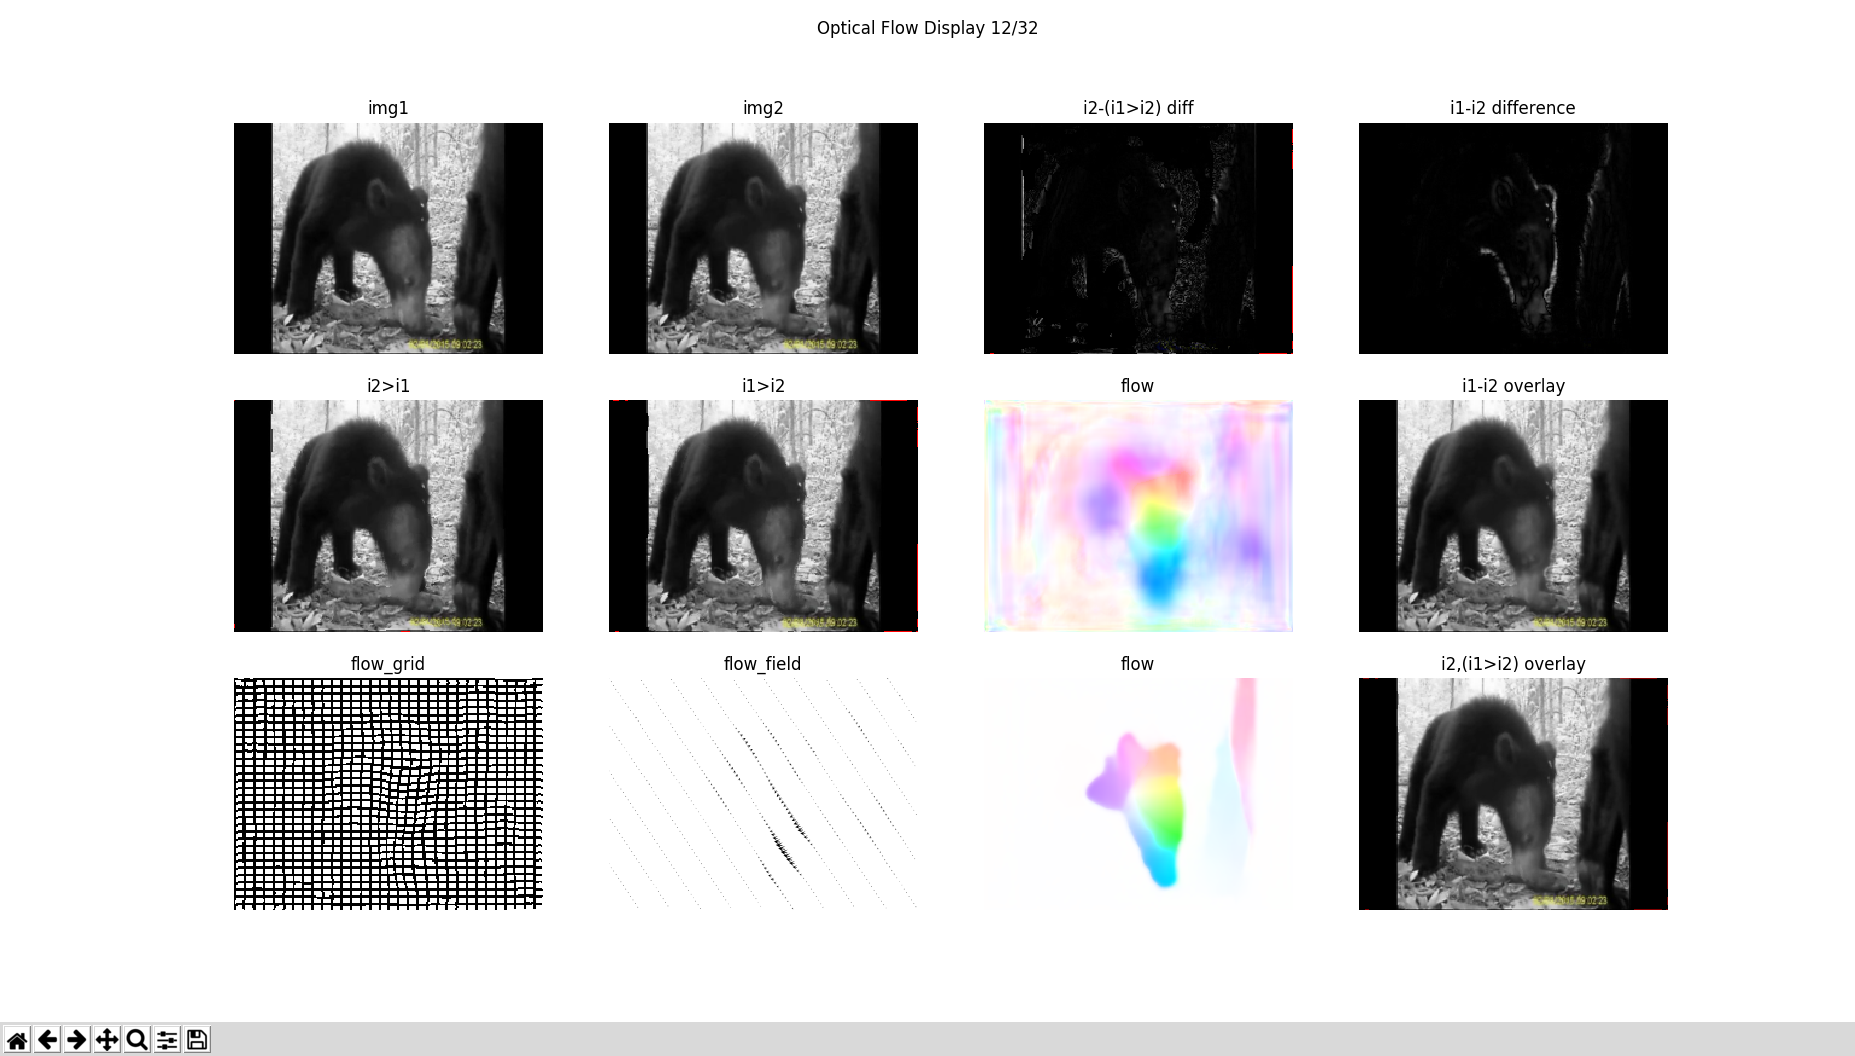 Optical Flow Display 12/32
img1
img2
i2-(i1>i2) diff
i1-i2 difference
i2>i1
i1>i2
flow
i1-i2 overlay
flow_grid
flow_field
flow
i2,(i1>i2) overlay